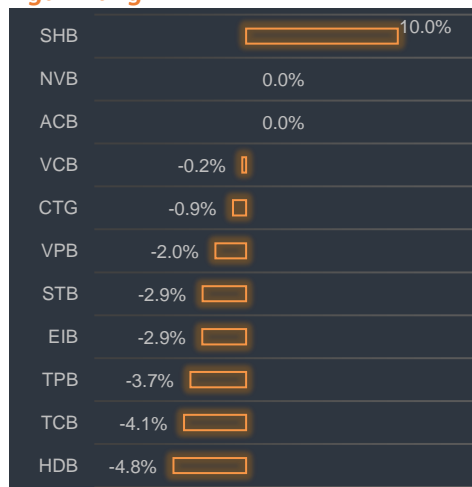 SHB 10.0%
NVB 0.0%
ACB 0.0%
VCB -0.2%
CTG -0.9%
VPB -2.0%
STB -2.9%
EIB -2.9%
TPB -3.7%
TCB -4.1%
HDB -4.8%